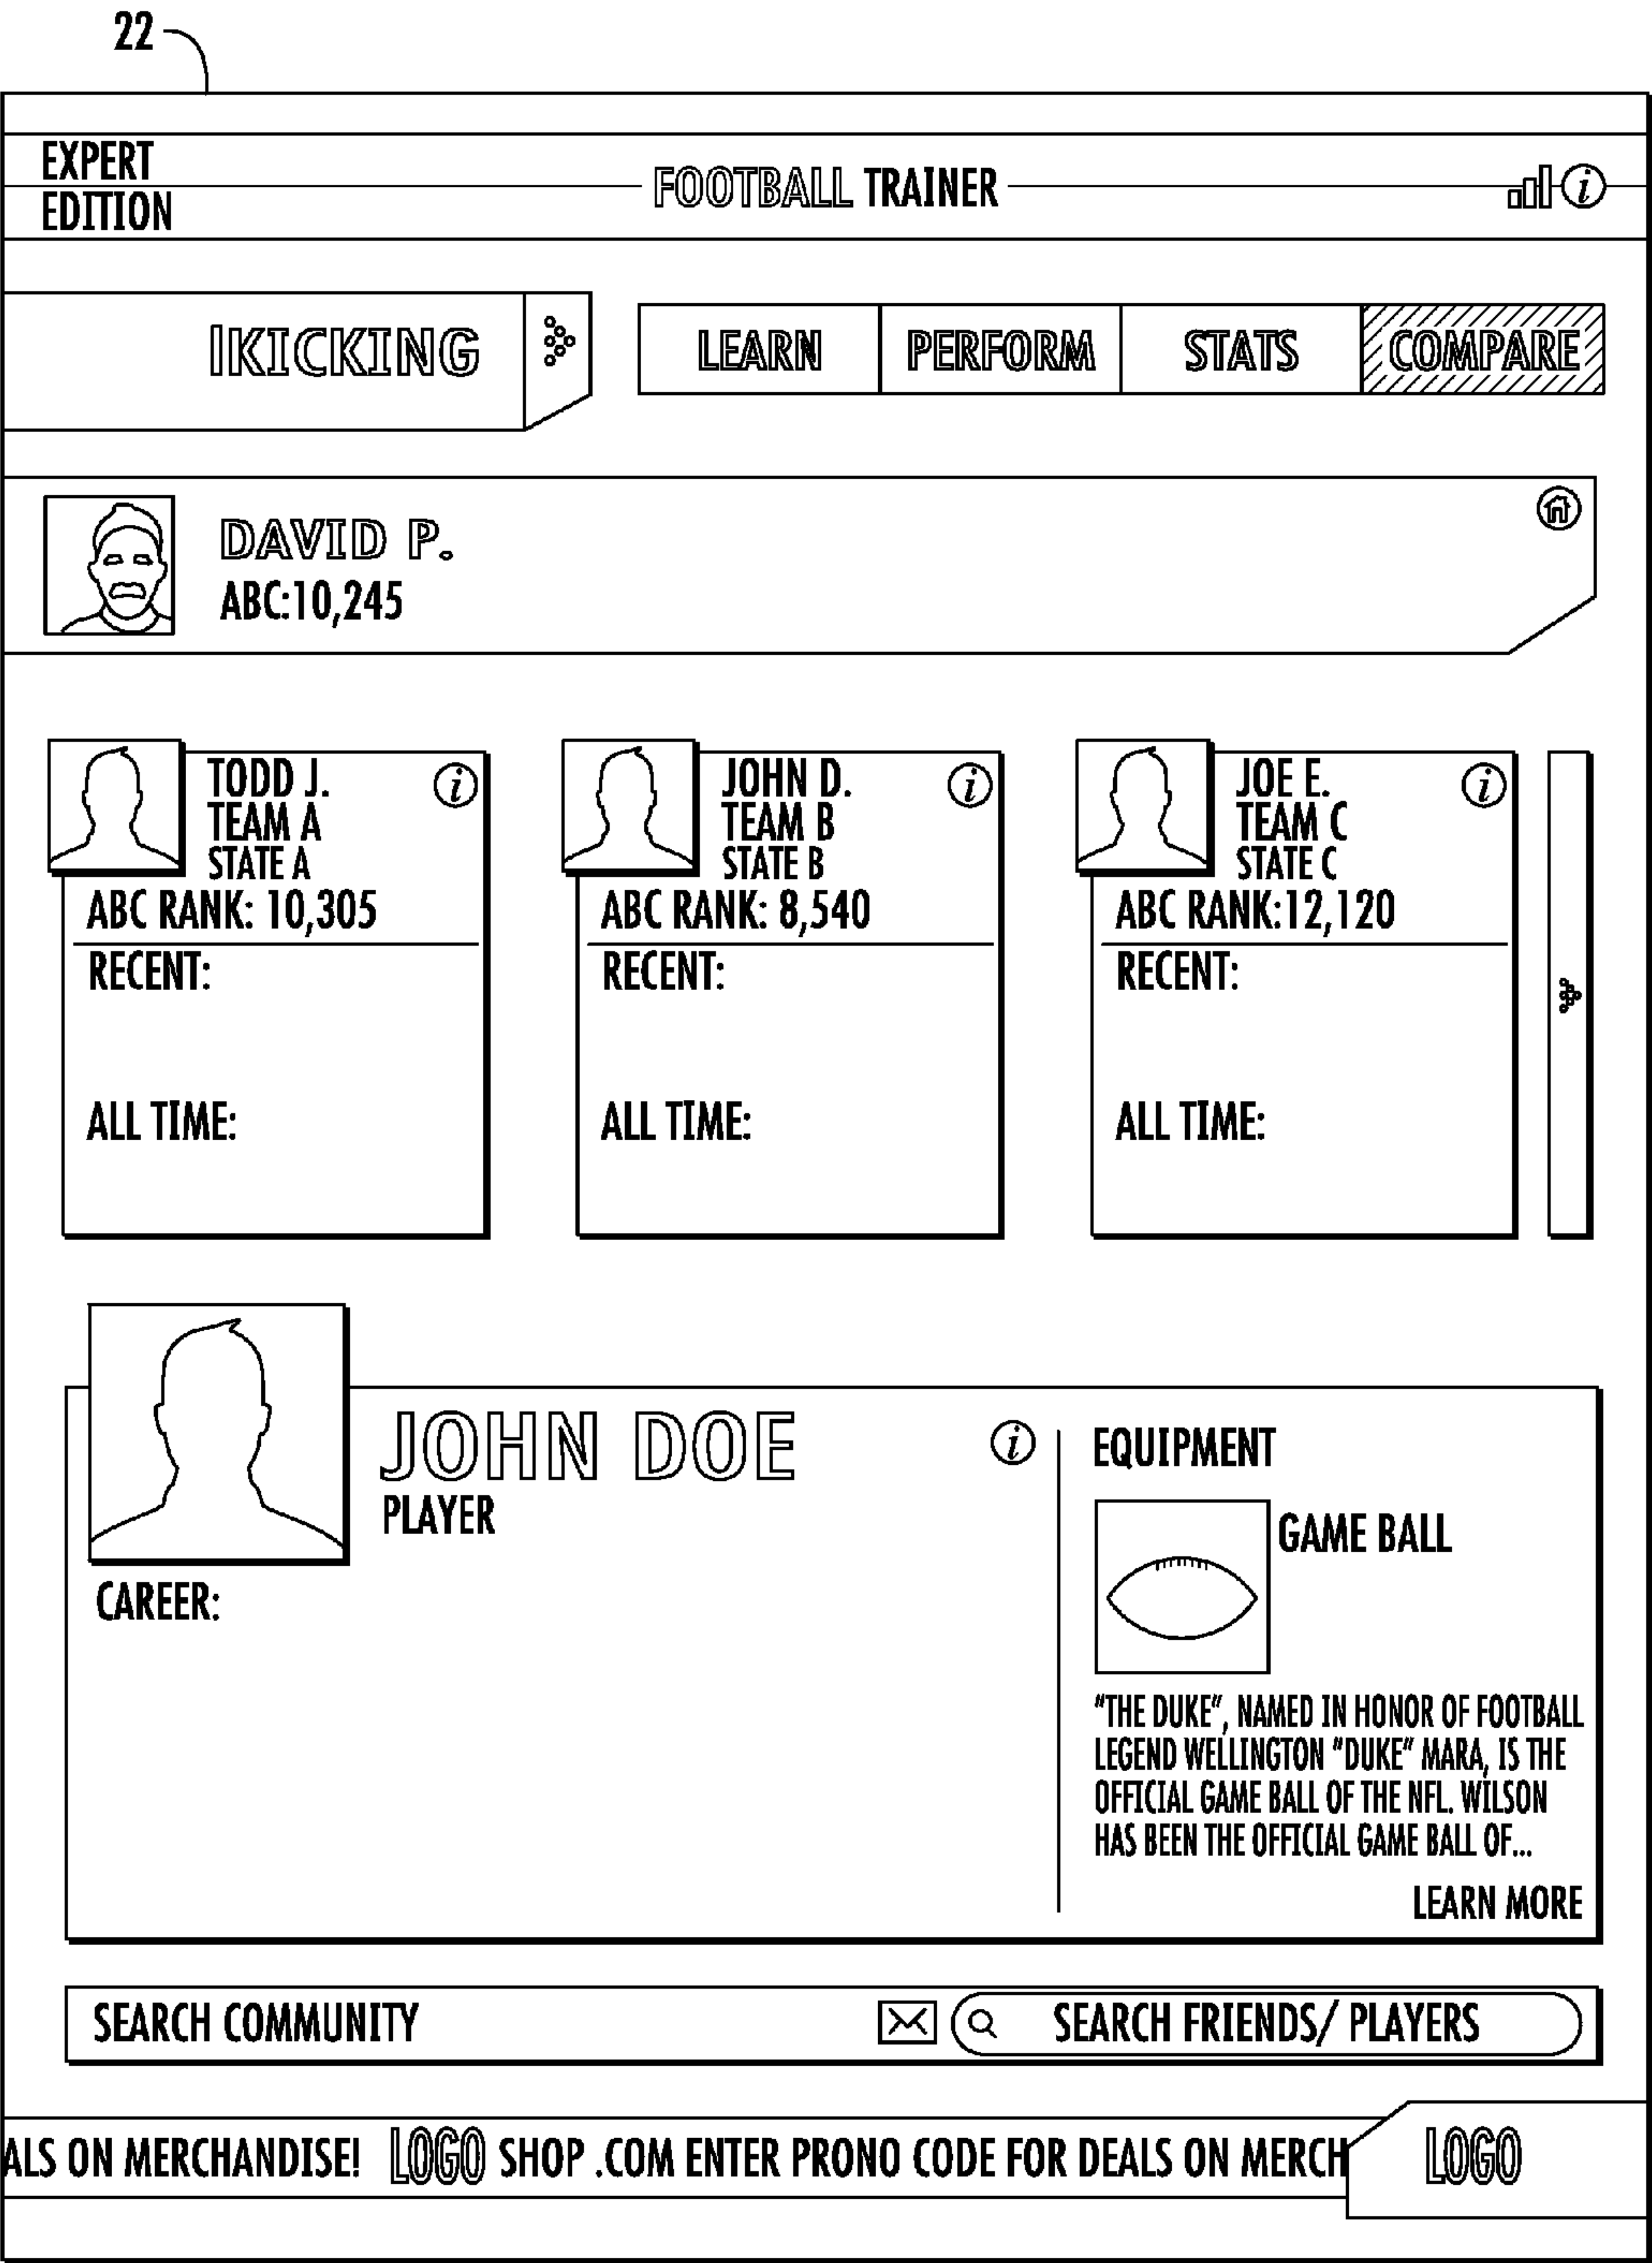 22
EXPERT
EDITION
FOOTBALL TRAINER
KICKING
LEARN
PERFORM
STATS
COMPARE
DAVID P.
ABC:10,245
TODD J.
TEAM A
STATE A
ABC RANK: 10,305
RECENT:
ALL TIME:
JOHN D.
TEAM B
STATE B
ABC RANK: 8,540
RECENT:
ALL TIME:
JOE E.
TEAM C
STATE C
ABC RANK:12,120
RECENT:
ALL TIME:
JOHN DOE
PLAYER
CAREER:
EQUIPMENT
GAME BALL
"THE DUKE", NAMED IN HONOR OF FOOTBALL
LEGEND WELLINGTON "DUKE" MARA, IS THE
OFFICIAL GAME BALL OF THE NFL. WILSON
HAS BEEN THE OFFICIAL GAME BALL OF...
LEARN MORE
SEARCH COMMUNITY
SEARCH FRIENDS/ PLAYERS
ALS ON MERCHANDISE! LOGO SHOP .COM ENTER PRONO CODE FOR DEALS ON MERCH
LOGO